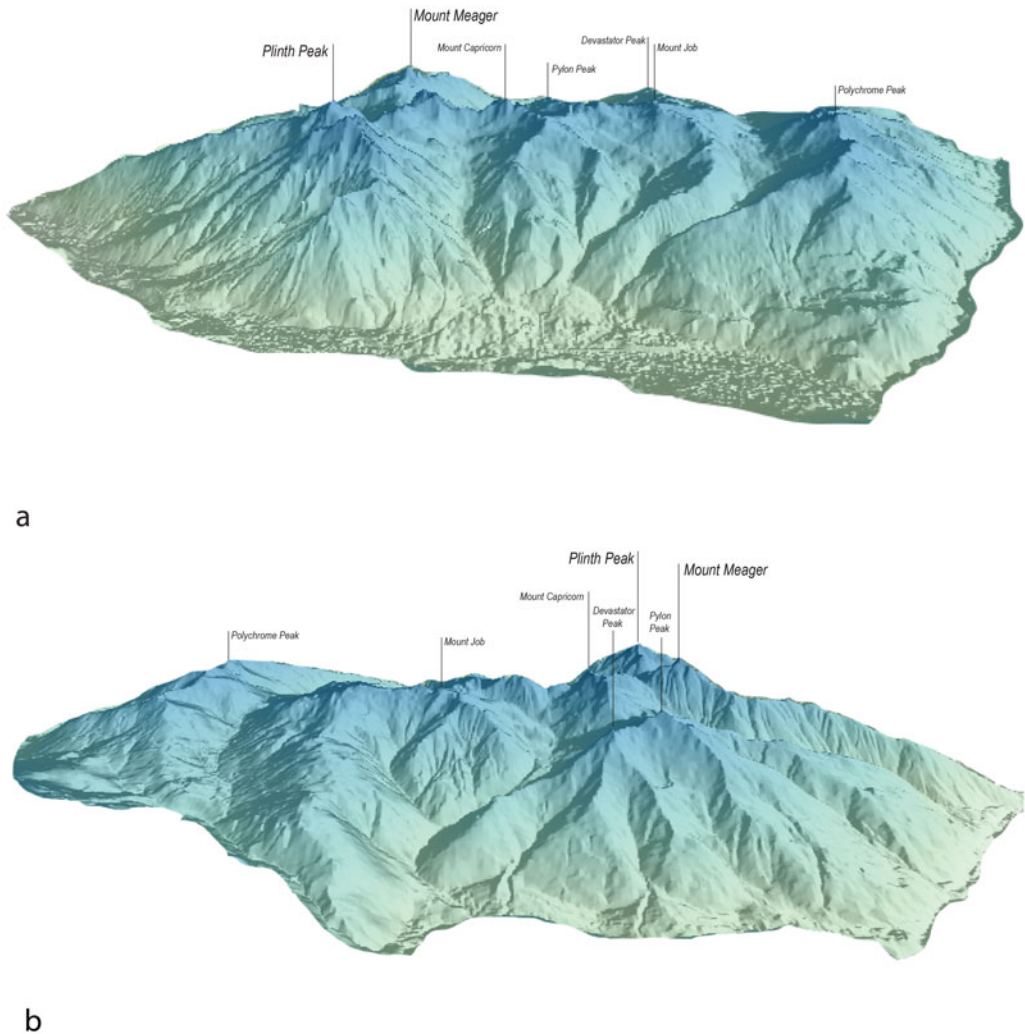 Mount Meager
Plinth Peak
Mount Capricorn
Devastator Peak
Mount Job
Pylon Peak
Polychrome Peak
a
Plinth Peak
Mount Meager
Mount Capricorn
Devastator
Peak
Pylon
Peak
Polychrome Peak
Mount Job
b